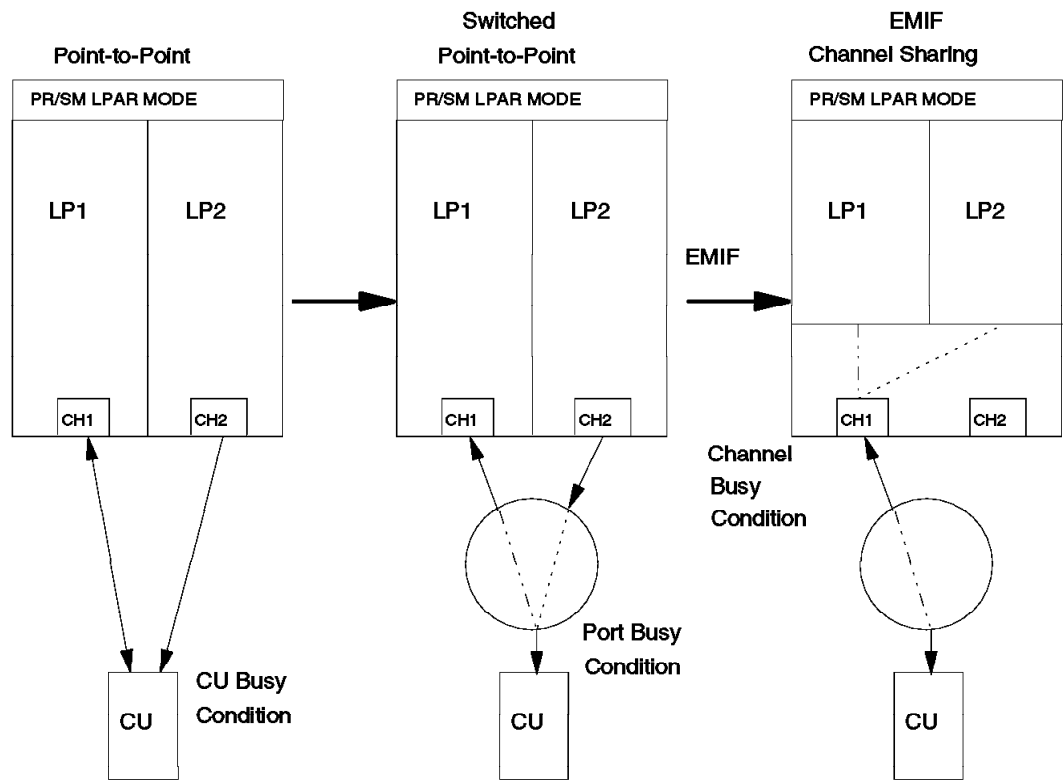 Point-to-Point
PR/SM LPAR MODE
LP1
LP2
CH1
CH2
CU Busy
Condition
CU
Switched
Point-to-Point
PR/SM LPAR MODE
LP1
LP2
CH1
CH2
Port Busy
Condition
CU
EMIF
EMIF
Channel Sharing
PR/SM LPAR MODE
LP1
LP2
CH1
CH2
Channel
Busy
Condition
CU